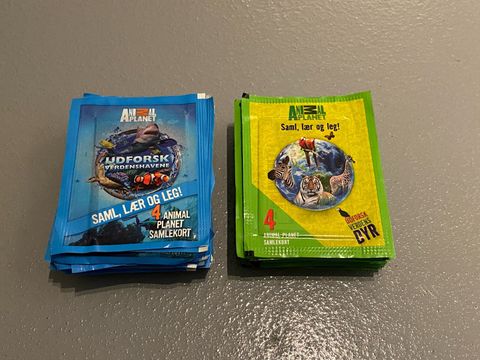 ANIMAL
PLANET
UDFORSK
VERDENSHAVENE
SAML, LÆR OG LEG!
4 ANIMAL
PLANET
SAMLEKORT
ANIMAL
PLANET
Saml, lær og leg!
4
ANIMAL PLANET
SAMLEKORT
UDFORSK
VERDENS
DYR